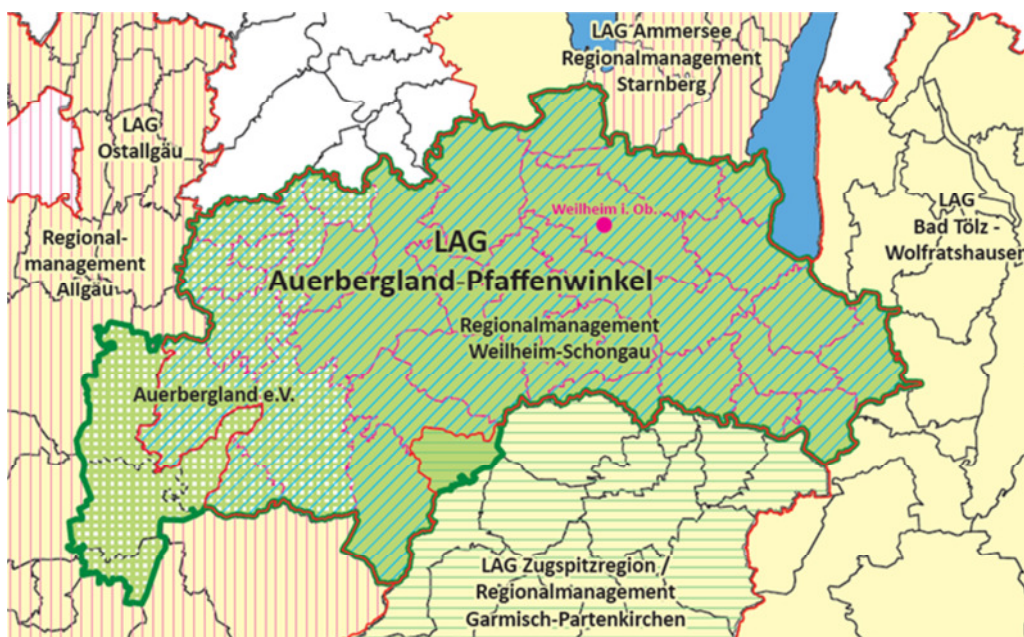 LAG Ammersee
Regionalmanagement
Starnberg
LAG
Ostallgäu
Weilheim i. Ob.
LAG
Bad Tölz -
Wolfratshausen
Regional-
management
Allgäu
LAG
Auerbergland-Pfaffenwinkel
Regionalmanagement
Weilheim-Schongau
Auerbergland e.V.
LAG Zugspitzregion /
Regionalmanagement
Garmisch-Partenkirchen